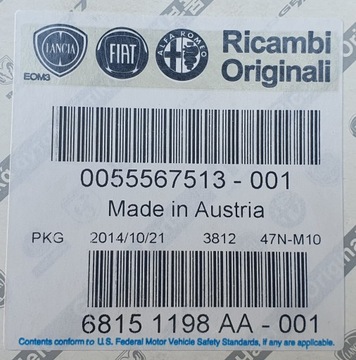 LANCIA FIAT ALFA ROMEO
Ricambi
Originali
EOM3
0055567513 - 001
Made in Austria
PKG 2014/10/21 3812 47N-M10
6815 1198 AA - 001
Contents conform to U.S. Federal Motor Vehicle Safety Standards, if any are applicable.